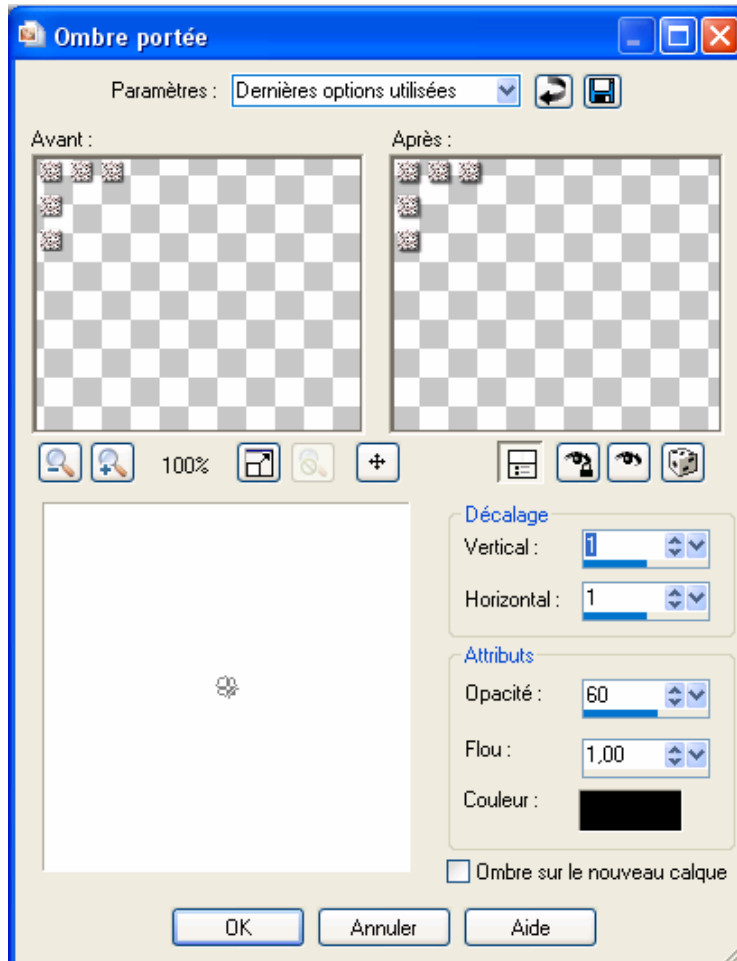 Ombre portée
Paramètres : Dernières options utilisées
Avant :
Après :
100%
Décalage
Vertical : 1
Horizontal : 1
Attributs
Opacité : 60
Flou : 1,00
Couleur :
Ombre sur le nouveau calque
OK
Annuler
Aide